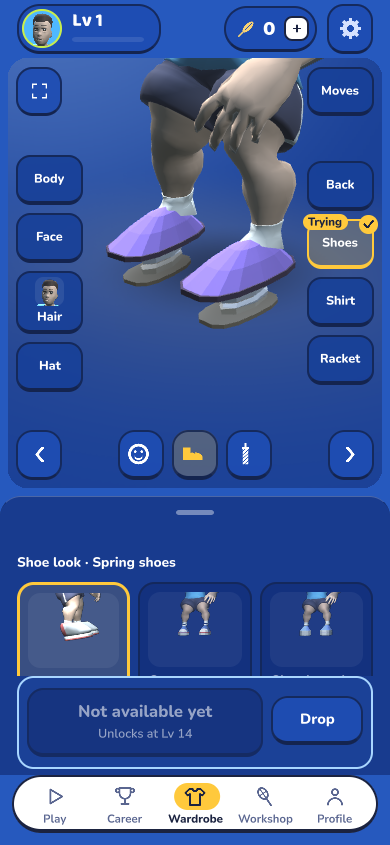 Lv 1
0
+
Moves
Body
Back
Face
Trying
Shoes
Hair
Shirt
Hat
Racket
Shoe look · Spring shoes
Not available yet
Unlocks at Lv 14
Drop
Play
Career
Wardrobe
Workshop
Profile